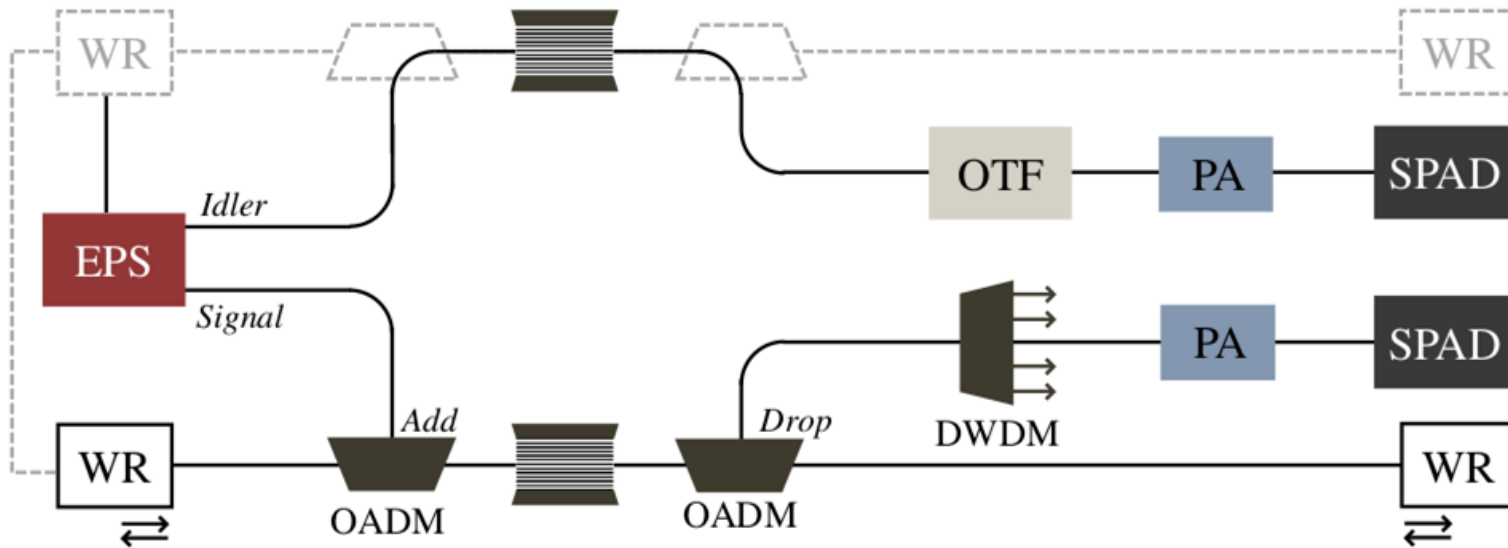 WR
WR
OTF
PA
SPAD
Idler
EPS
Signal
PA
SPAD
Add
Drop
DWDM
WR
WR
OADM
OADM